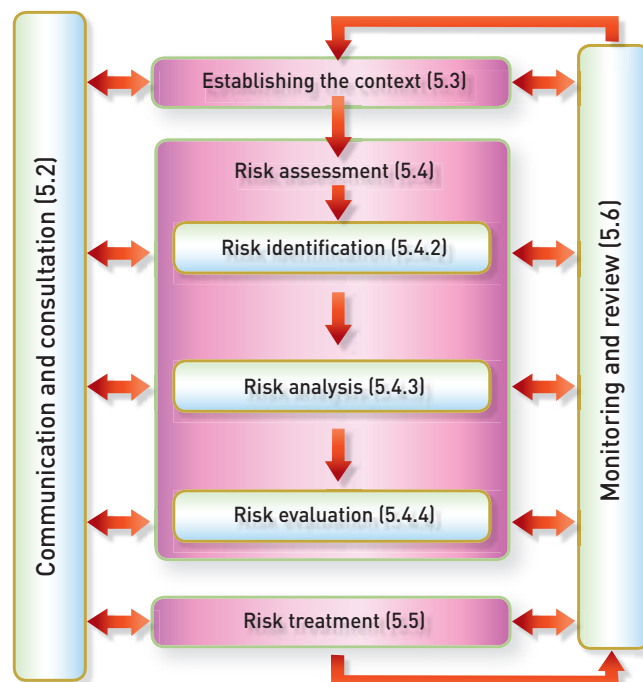 Communication and consultation (5.2)
Establishing the context (5.3)
Risk assessment (5.4)
Risk identification (5.4.2)
Risk analysis (5.4.3)
Risk evaluation (5.4.4)
Risk treatment (5.5)
Monitoring and review (5.6)